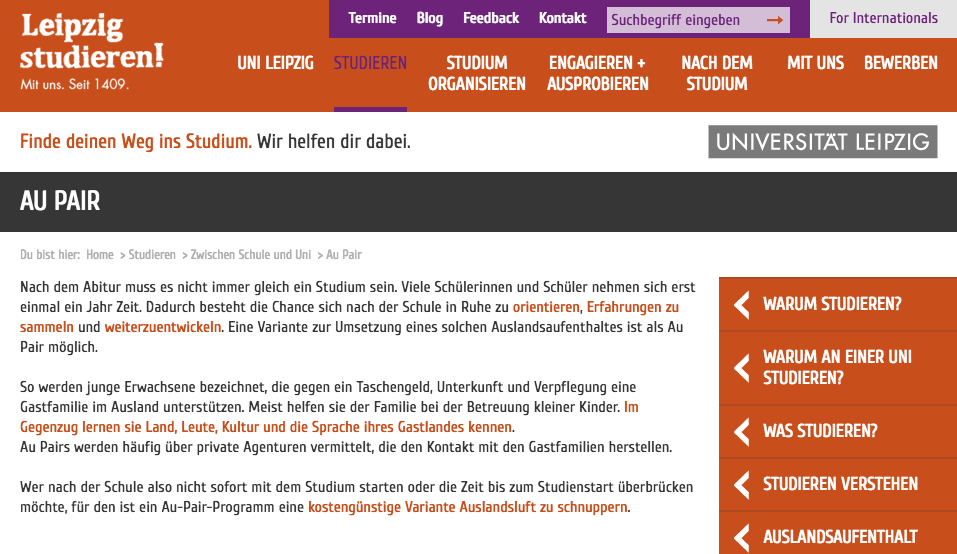 Leipzig
studieren!
Mit uns. Seit 1409.
Termine Blog Feedback Kontakt Suchbegriff eingeben For Internationals
UNI LEIPZIG STUDIEREN STUDIUM ORGANISIEREN ENGAGIEREN + AUSPROBIEREN NACH DEM STUDIUM MIT UNS BEWERBEN
Finde deinen Weg ins Studium. Wir helfen dir dabei.
UNIVERSITÄT LEIPZIG
AU PAIR
Du bist hier: Home > Studieren > Zwischen Schule und Uni > Au Pair
Nach dem Abitur muss es nicht immer gleich ein Studium sein. Viele Schülerinnen und Schüler nehmen sich erst
einmal ein Jahr Zeit. Dadurch besteht die Chance sich nach der Schule in Ruhe zu orientieren, Erfahrungen zu
sammeln und weiterzuentwickeln. Eine Variante zur Umsetzung eines solchen Auslandsaufenthaltes ist als Au
Pair möglich.
So werden junge Erwachsene bezeichnet, die gegen ein Taschengeld, Unterkunft und Verpflegung eine
Gastfamilie im Ausland unterstützen. Meist helfen sie der Familie bei der Betreuung kleiner Kinder. Im
Gegenzug lernen sie Land, Leute, Kultur und die Sprache ihres Gastlandes kennen.
Au Pairs werden häufig über private Agenturen vermittelt, die den Kontakt mit den Gastfamilien herstellen.
Wer nach der Schule also nicht sofort mit dem Studium starten oder die Zeit bis zum Studienstart überbrücken
möchte, für den ist ein Au-Pair-Programm eine kostengünstige Variante Auslandsluft zu schnuppern.
WARUM STUDIEREN?
WARUM AN EINER UNI
STUDIEREN?
WAS STUDIEREN?
STUDIEREN VERSTEHEN
AUSLANDSAUFENTHALT